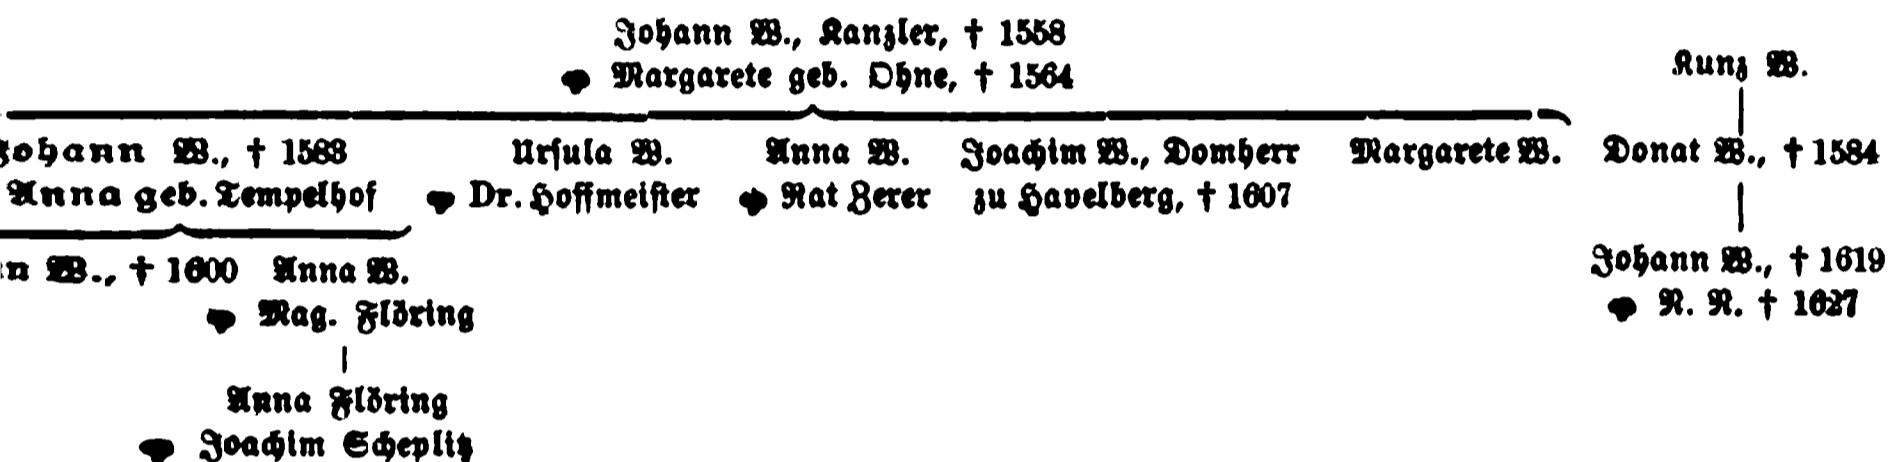 Johann W., Kanzler, † 1558
Margarete geb. Ohne, † 1564
Kunz W.
Johann W., † 1588 Ursula W. Anna W. Joachim W., Domherr Margarete W. Donat W., † 1584
Anna geb. Tempelhof Dr. Hoffmeister Rat Zerer zu Havelberg, † 1607
W., † 1600 Anna W. Johann W., † 1619
Mag. Flöring N. N. † 1627
Anna Flöring
Joachim Scheplitz